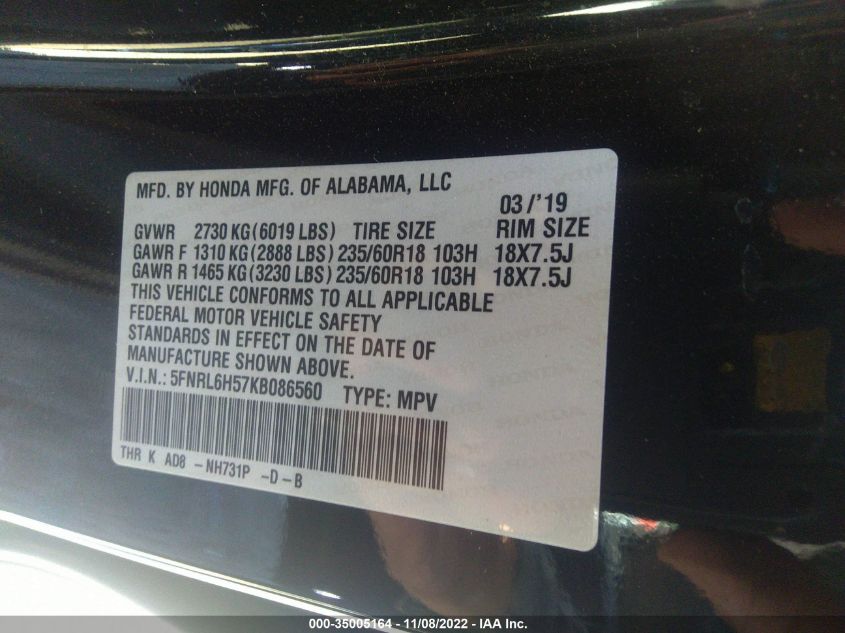 MFD. BY HONDA MFG. OF ALABAMA, LLC 03/'19
GVWR 2730 KG (6019 LBS) TIRE SIZE RIM SIZE
GAWR F 1310 KG (2888 LBS) 235/60R18 103H 18X7.5J
GAWR R 1465 KG (3230 LBS) 235/60R18 103H 18X7.5J
THIS VEHICLE CONFORMS TO ALL APPLICABLE
FEDERAL MOTOR VEHICLE SAFETY
STANDARDS IN EFFECT ON THE DATE OF
MANUFACTURE SHOWN ABOVE.
V.I.N.: 5FNRL6H57KB086560 TYPE: MPV
THR K AD8 -NH731P -D-B
000-35005164 - 11/08/2022 - IAA Inc.